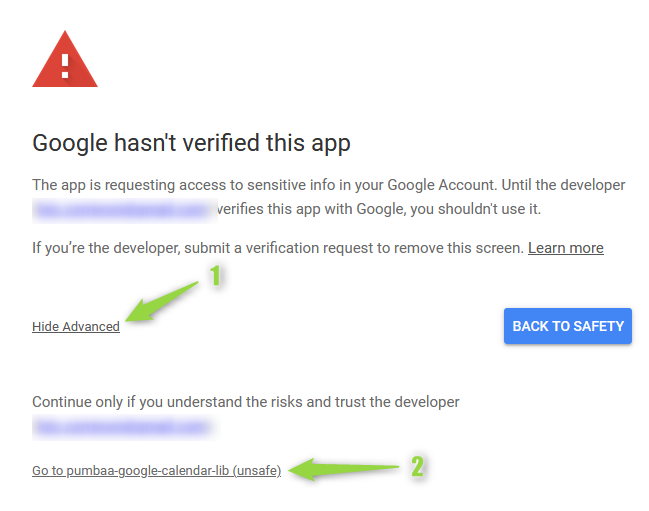 Google hasn't verified this app
The app is requesting access to sensitive info in your Google Account. Until the developer
verifies this app with Google, you shouldn't use it.
If you're the developer, submit a verification request to remove this screen. Learn more
1
Hide Advanced
BACK TO SAFETY
Continue only if you understand the risks and trust the developer
Go to pumbaa-google-calendar-lib (unsafe)
2